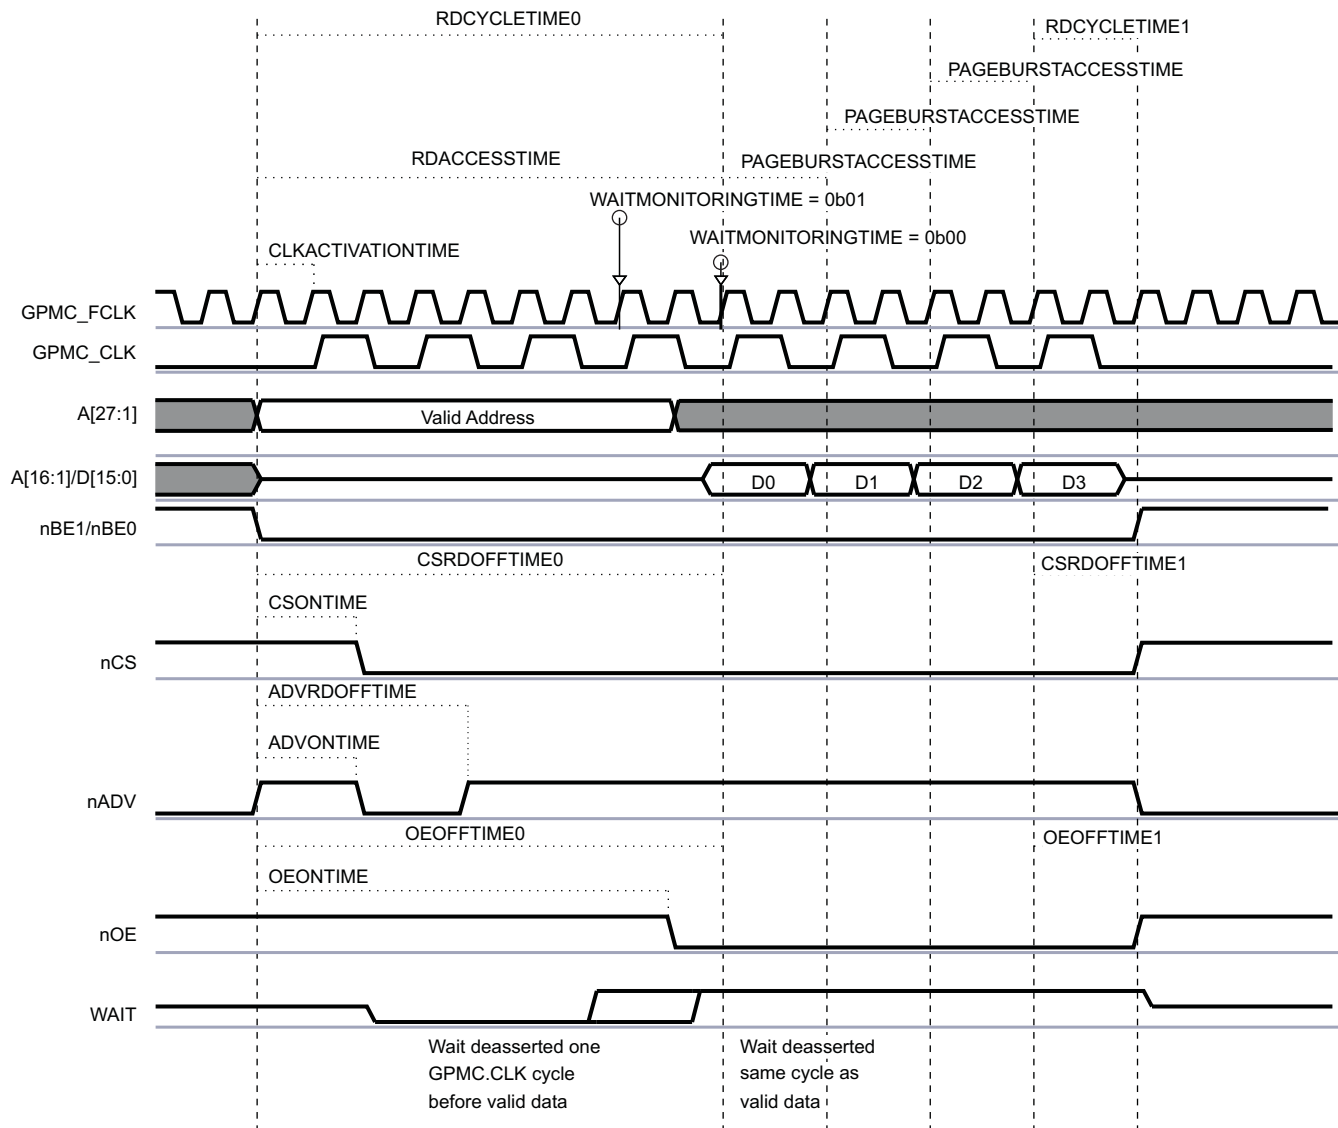 RDCYCLETIME0
RDCYCLETIME1
PAGEBURSTACCESSTIME
PAGEBURSTACCESSTIME
RDACCESSTIME
PAGEBURSTACCESSTIME
WAITMONITORINGTIME = 0b01
WAITMONITORINGTIME = 0b00
CLKACTIVATIONTIME
GPMC_FCLK
GPMC_CLK
A[27:1]
Valid Address
A[16:1]/D[15:0]
D0
D1
D2
D3
nBE1/nBE0
CSRDOFFTIME0
CSRDOFFTIME1
CSONTIME
nCS
ADVRDOFFTIME
ADVONTIME
nADV
OEOFFTIME0
OEOFFTIME1
OEONTIME
nOE
WAIT
Wait deasserted one
GPMC.CLK cycle
before valid data
Wait deasserted
same cycle as
valid data